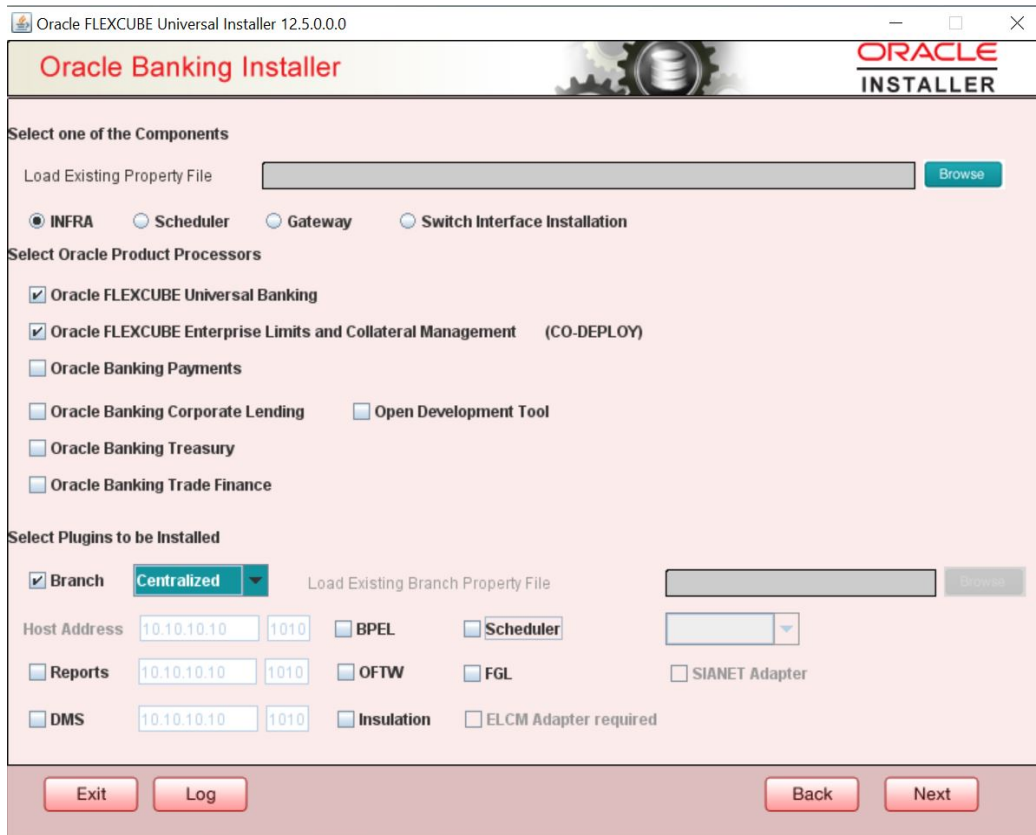 Oracle FLEXCUBE Universal Installer 12.5.0.0.0
Oracle Banking Installer
ORACLE
INSTALLER
Select one of the Components
Load Existing Property File Browse
INFRA Scheduler Gateway Switch Interface Installation
Select Oracle Product Processors
Oracle FLEXCUBE Universal Banking
Oracle FLEXCUBE Enterprise Limits and Collateral Management (CO-DEPLOY)
Oracle Banking Payments
Oracle Banking Corporate Lending Open Development Tool
Oracle Banking Treasury
Oracle Banking Trade Finance
Select Plugins to be Installed
Branch Centralized Load Existing Branch Property File Browse
Host Address 10.10.10.10 1010 BPEL Scheduler
Reports 10.10.10.10 1010 OFTW FGL SIANET Adapter
DMS 10.10.10.10 1010 Insulation ELCM Adapter required
Exit Log Back Next